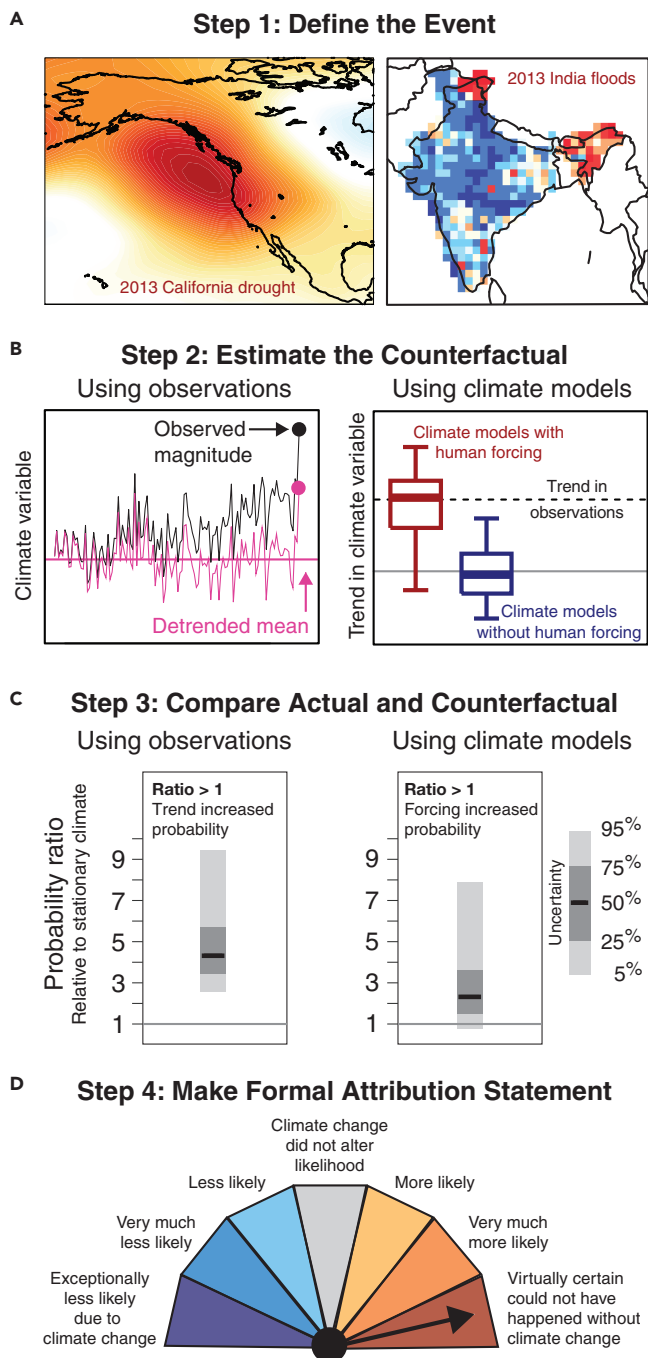 A
Step 1: Define the Event
2013 California drought
2013 India floods
B
Step 2: Estimate the Counterfactual
Using observations
Climate variable
Observed
magnitude
Detrended mean
Using climate models
Trend in climate variable
Climate models with
human forcing
Trend in
observations
Climate models
without human forcing
C
Step 3: Compare Actual and Counterfactual
Using observations
Probability ratio
Relative to stationary climate
9
7
5
3
1
Ratio > 1
Trend increased
probability
Using climate models
9
7
5
3
1
Ratio > 1
Forcing increased
probability
Uncertainty
95%
75%
50%
25%
5%
D
Step 4: Make Formal Attribution Statement
Exceptionally
less likely
due to
climate change
Very much
less likely
Less likely
Climate change
did not alter
likelihood
More likely
Very much
more likely
Virtually certain
could not have
happened without
climate change